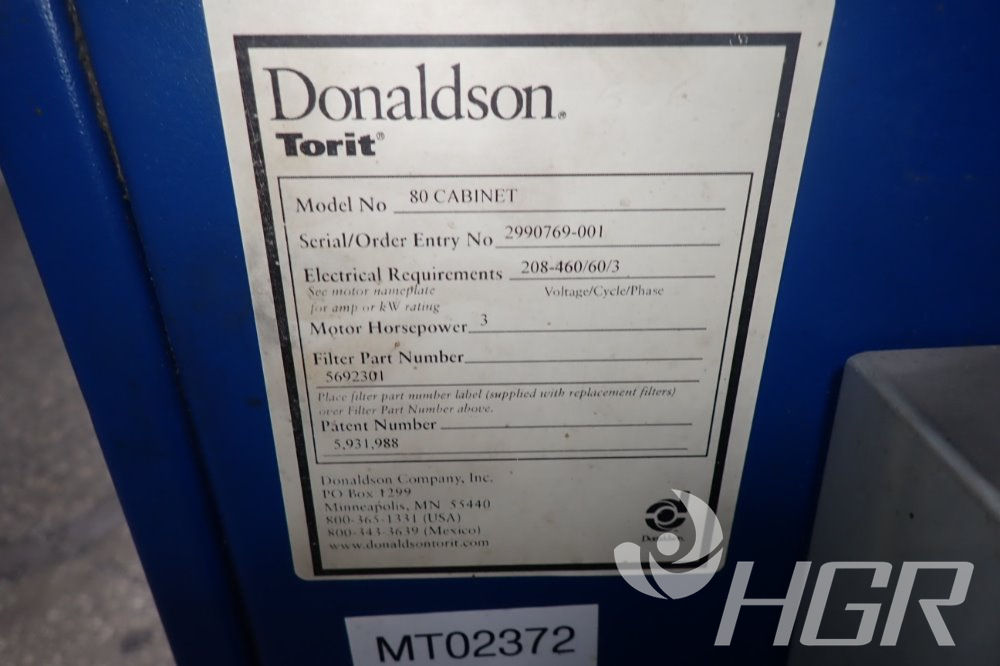 Donaldson®
Torit®
Model No 80 CABINET
Serial/Order Entry No 2990769-001
Electrical Requirements 208-460/60/3
See motor nameplate Voltage/Cycle/Phase
for amp or kW rating
Motor Horsepower 3
Filter Part Number
5692301
Place filter part number label (supplied with replacement filters)
over Filter Part Number above.
Patent Number
5,931,988
Donaldson Company, Inc.
PO Box 1299
Minneapolis, MN 55440
800-365-1331 (USA)
800-343-3639 (Mexico)
www.donaldsontorit.com
Donaldson.
HGR
MT02372